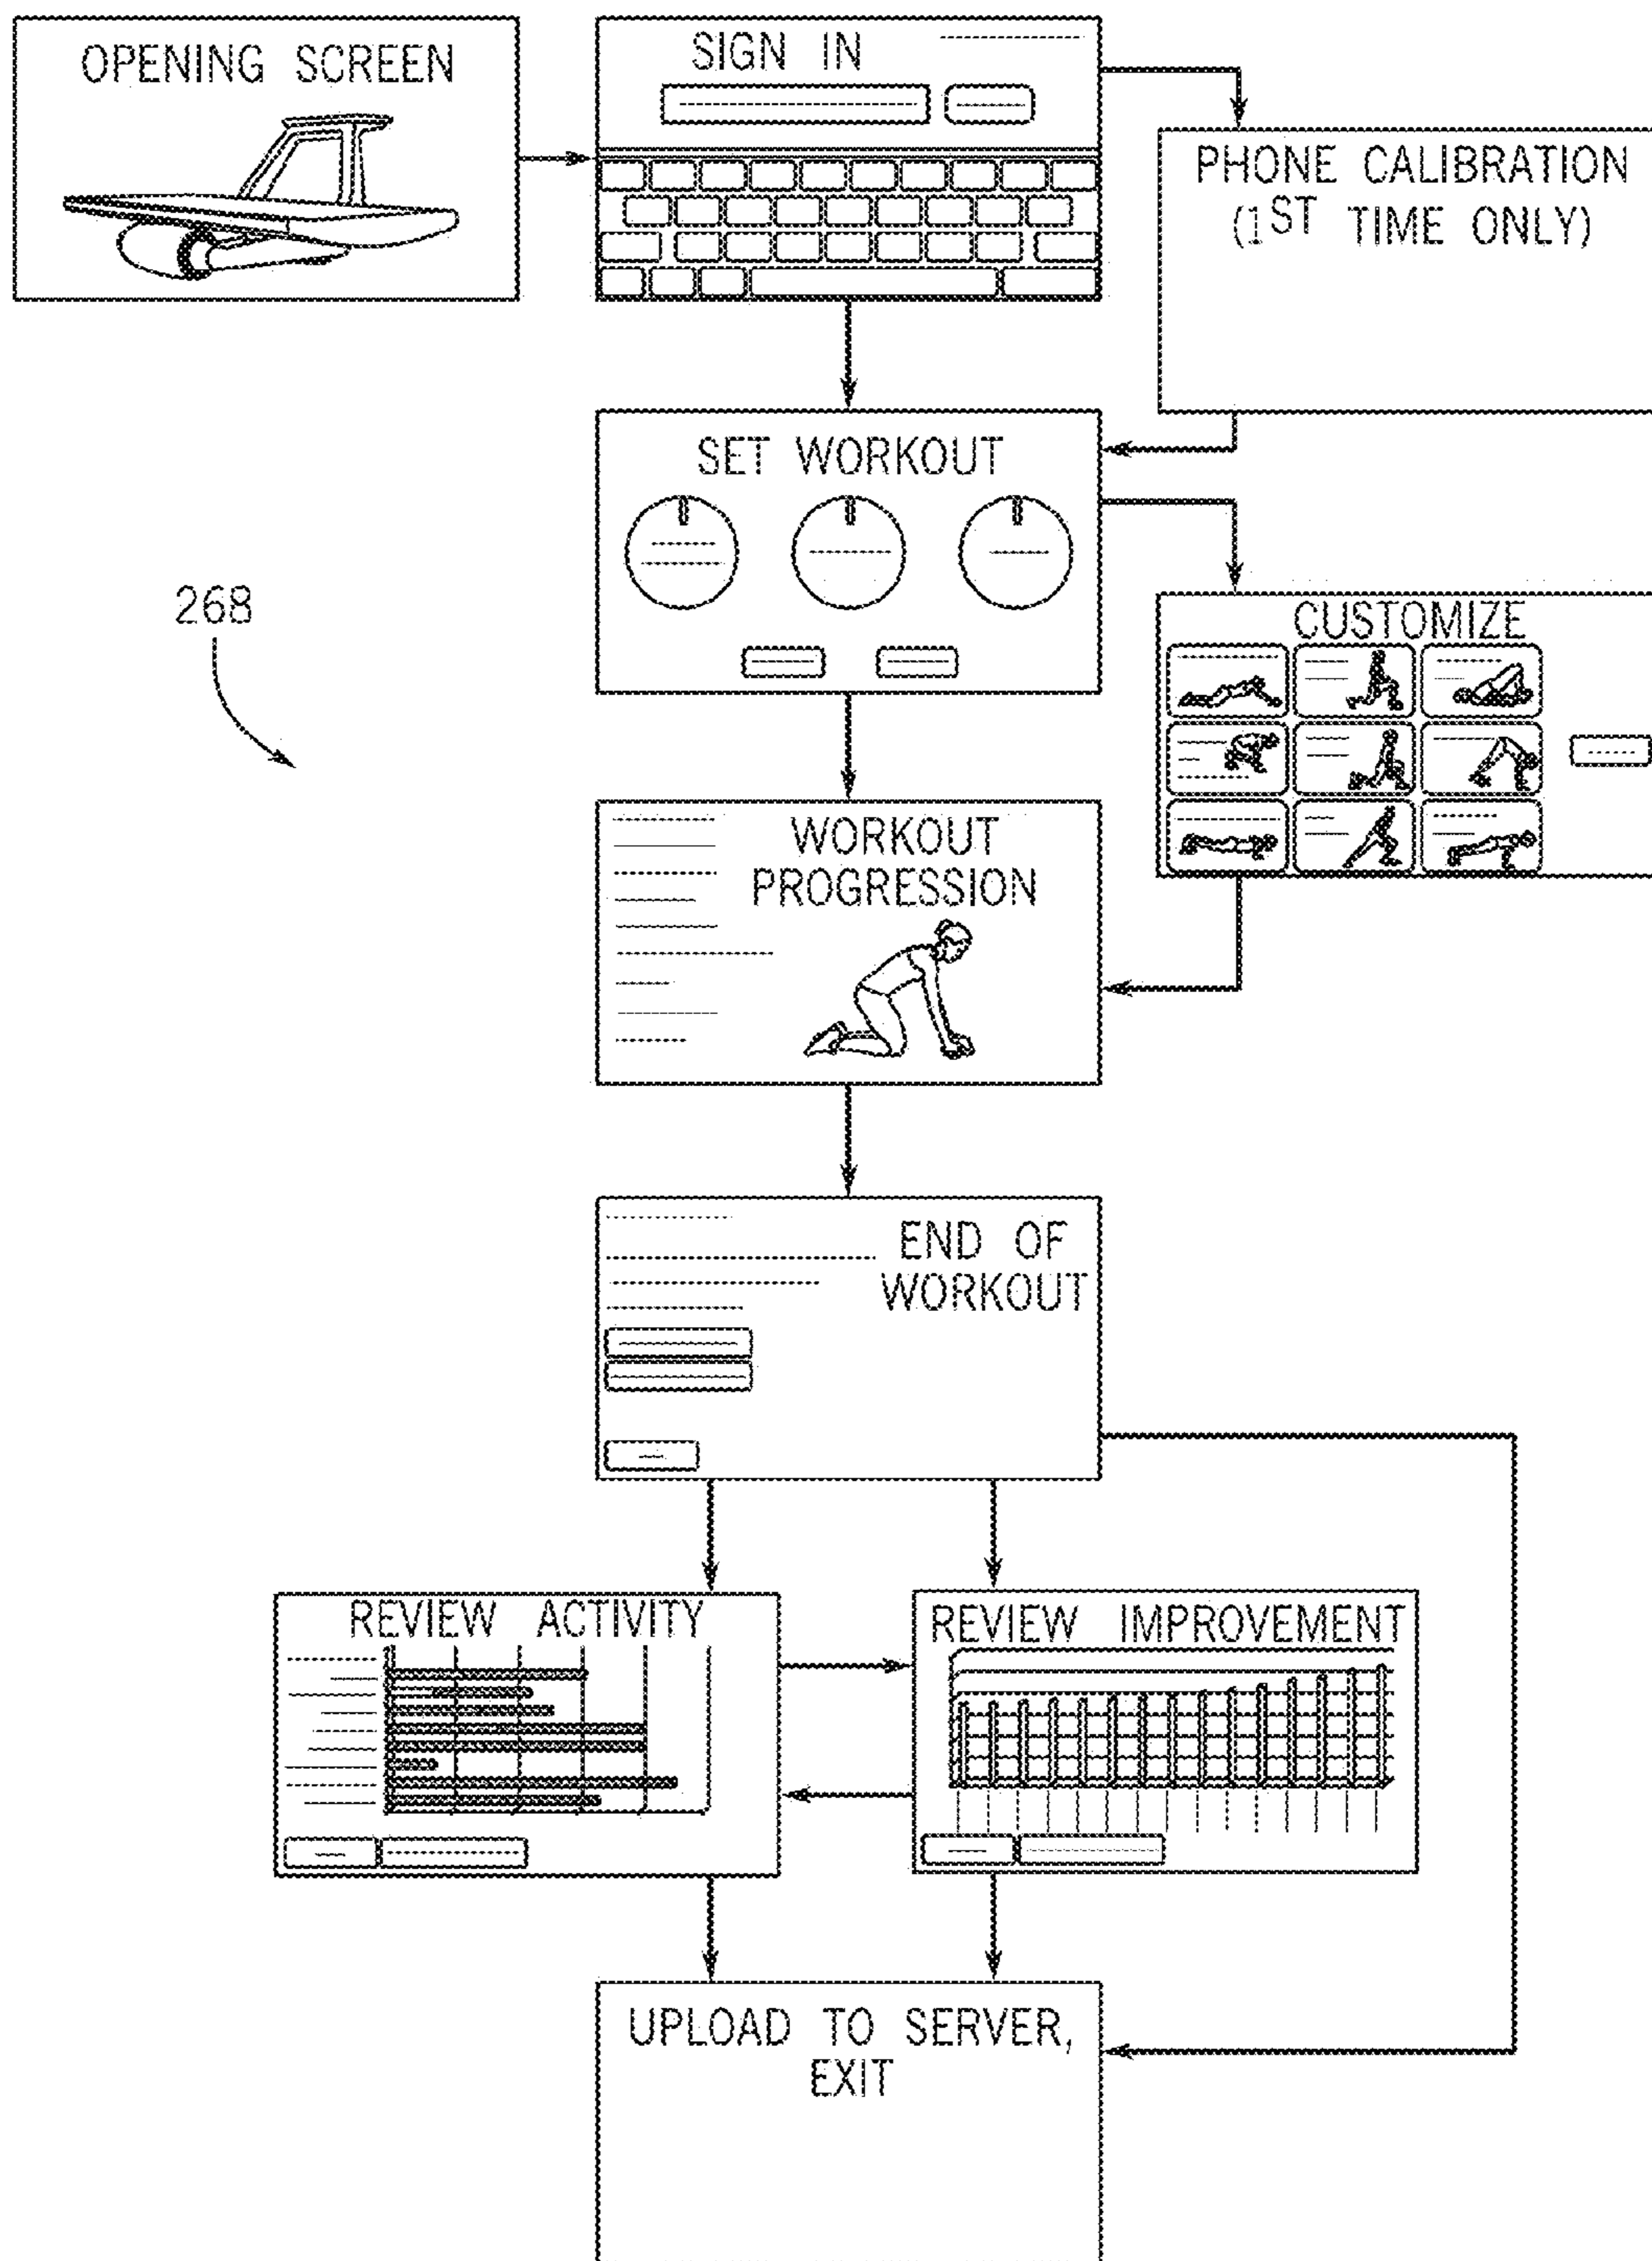 OPENING SCREEN
SIGN IN
PHONE CALIBRATION
(1ST TIME ONLY)
SET WORKOUT
268
CUSTOMIZE
WORKOUT
PROGRESSION
END OF
WORKOUT
REVIEW ACTIVITY
REVIEW IMPROVEMENT
UPLOAD TO SERVER,
EXIT